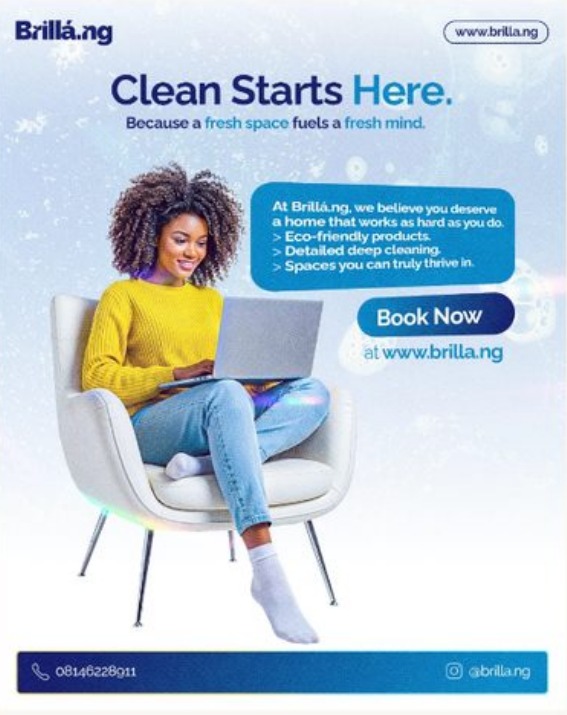 Brillá.ng
www.brilla.ng
Clean Starts Here.
Because a fresh space fuels a fresh mind.
At Brillá.ng, we believe you deserve
a home that works as hard as you do.
> Eco-friendly products.
> Detailed deep cleaning.
> Spaces you can truly thrive in.
Book Now
at www.brilla.ng
08146228911
@brilla.ng